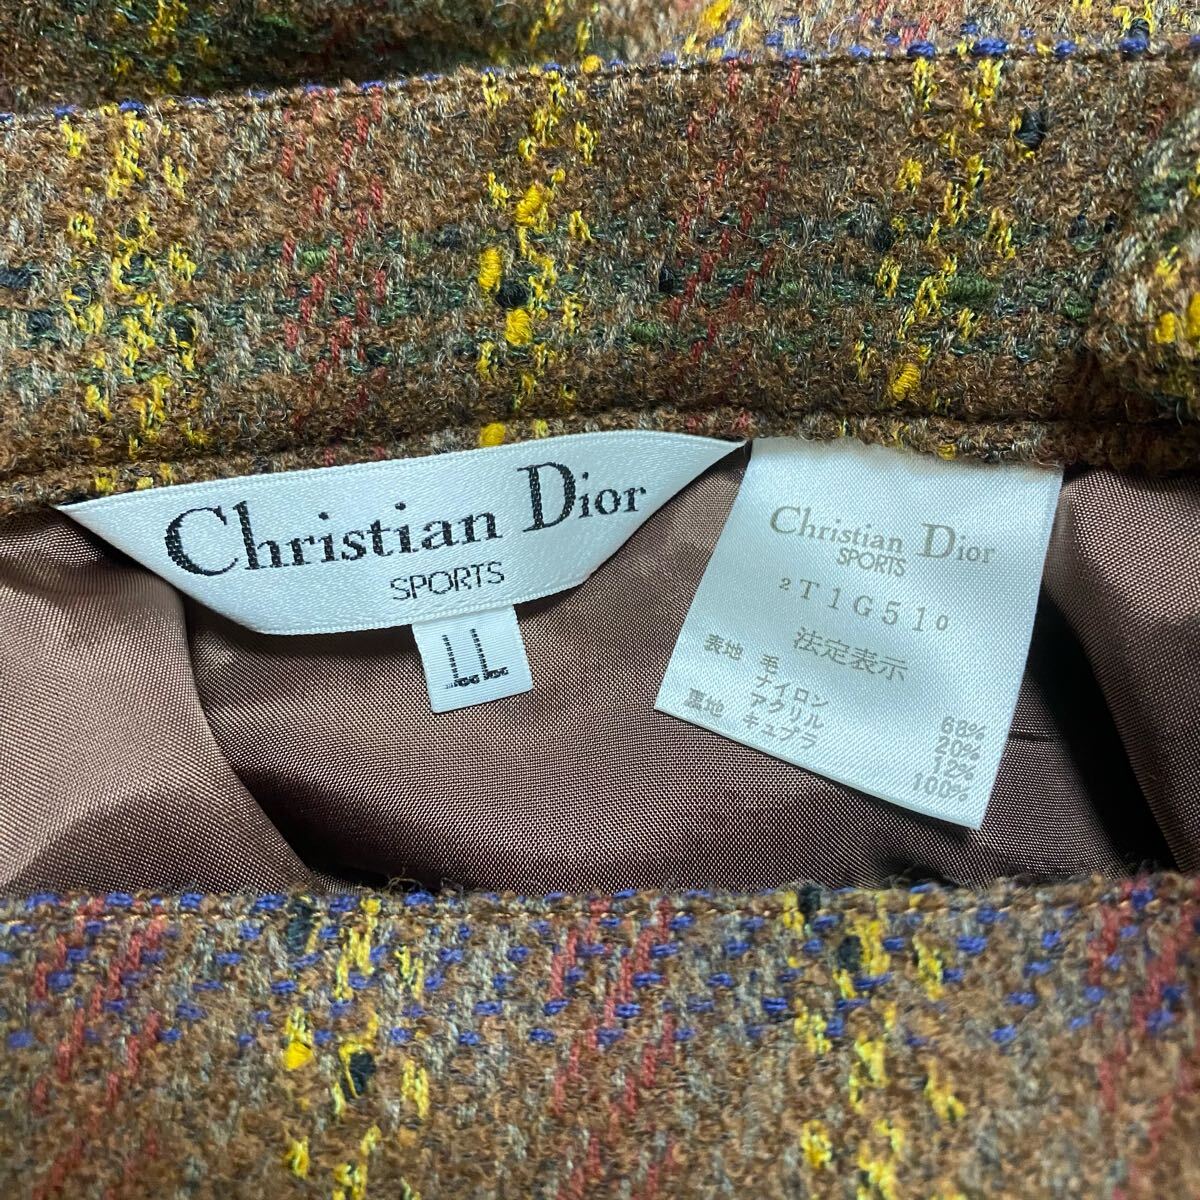 Christian Dior
SPORTS
LL
Christian Dior
SPORTS
2T1G510
法定表示
表地 毛 68%
ナイロン 20%
アクリル 12%
裏地 キュプラ 100%